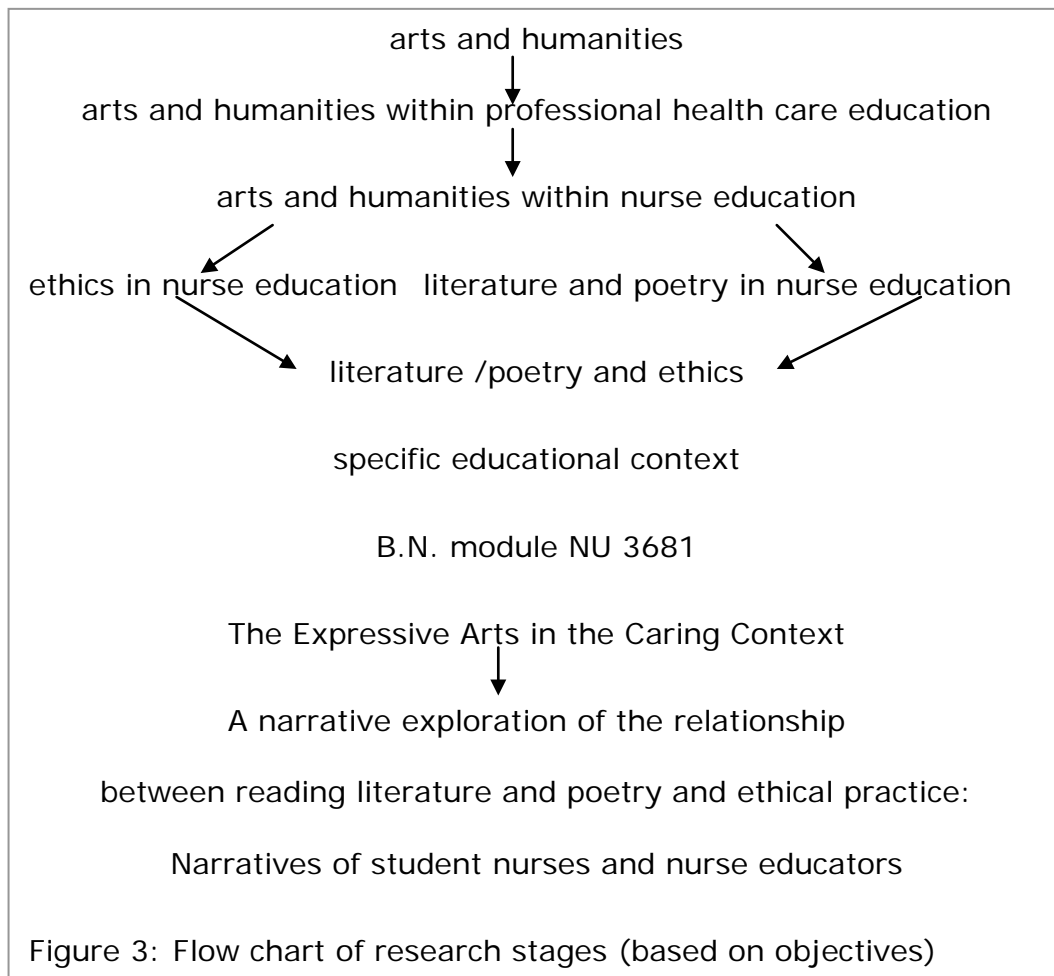 arts and humanities
arts and humanities within professional health care education
arts and humanities within nurse education
ethics in nurse education literature and poetry in nurse education
literature /poetry and ethics
specific educational context
B.N. module NU 3681
The Expressive Arts in the Caring Context
A narrative exploration of the relationship
between reading literature and poetry and ethical practice:
Narratives of student nurses and nurse educators
Figure 3: Flow chart of research stages (based on objectives)